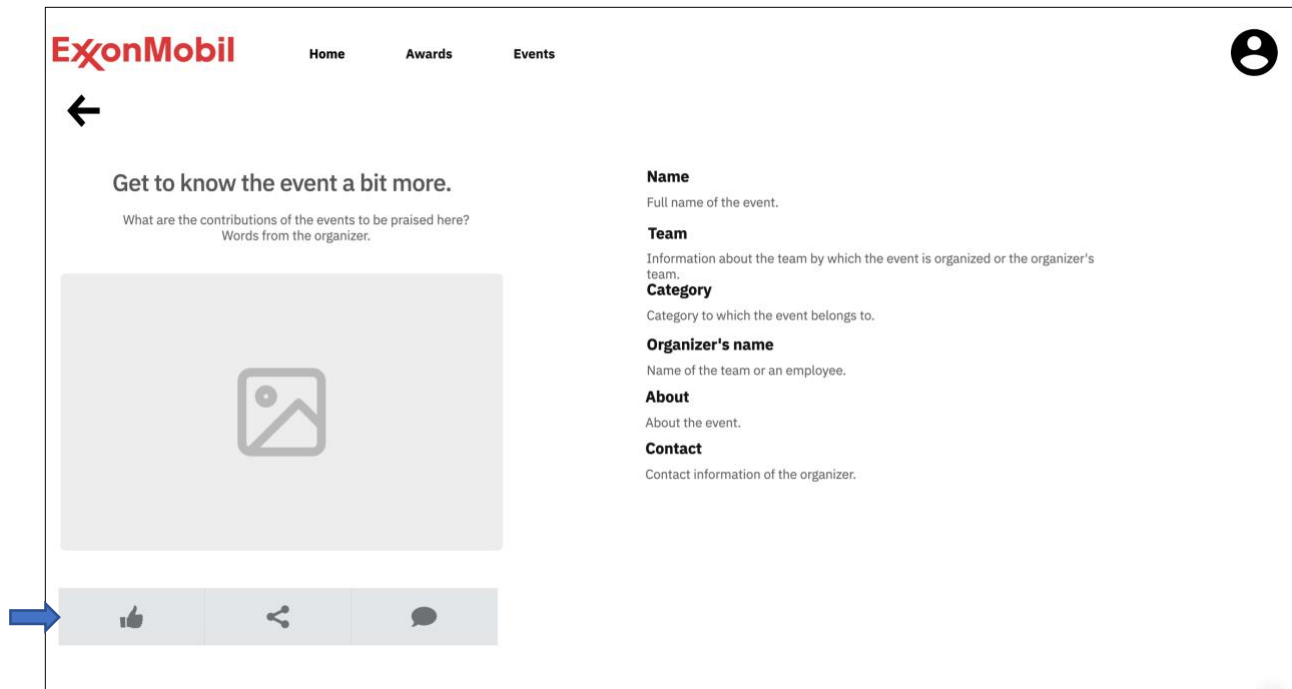 ExxonMobil
Home Awards Events
Get to know the event a bit more.
What are the contributions of the events to be praised here?
Words from the organizer.
Name
Full name of the event.
Team
Information about the team by which the event is organized or the organizer's
team.
Category
Category to which the event belongs to.
Organizer's name
Name of the team or an employee.
About
About the event.
Contact
Contact information of the organizer.